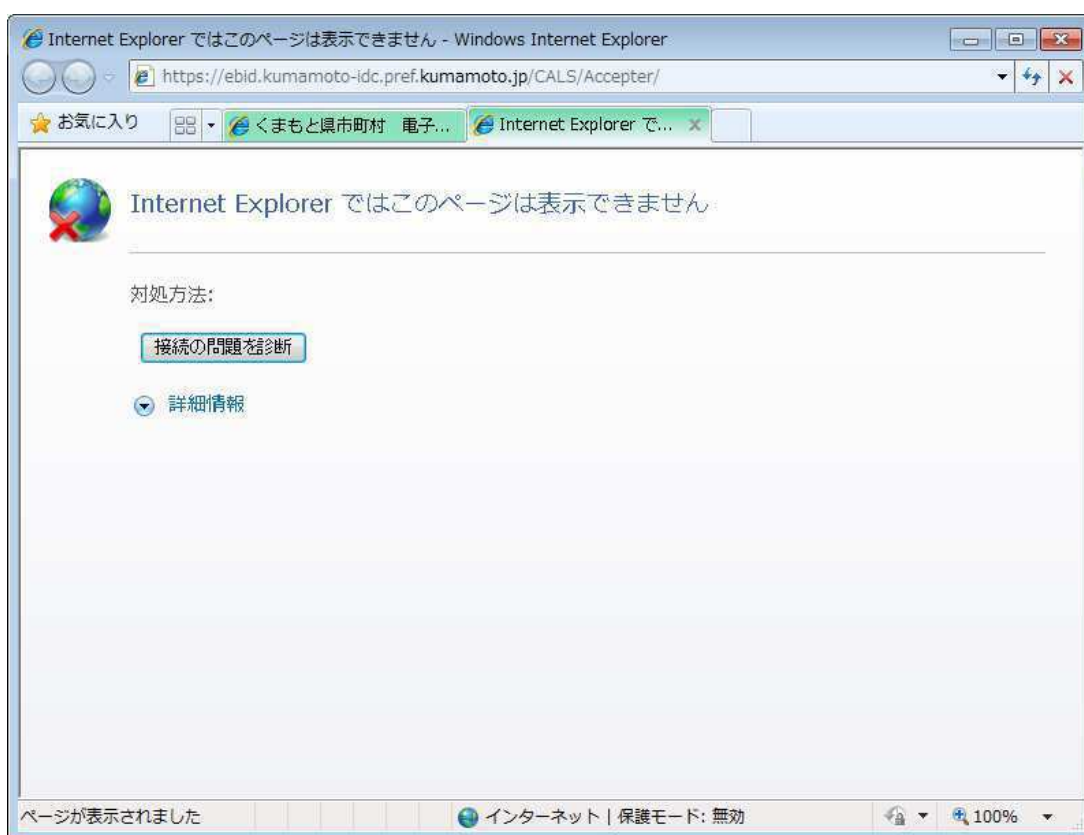 Internet Explorer ではこのページは表示できません - Windows Internet Explorer
https://ebid.kumamoto-idc.pref.kumamoto.jp/CALS/Accepter/
お気に入り くまもと県市町村 電子... Internet Explorer で...
Internet Explorer ではこのページは表示できません
対処方法:
接続の問題を診断
詳細情報
ページが表示されました インターネット | 保護モード: 無効 100%